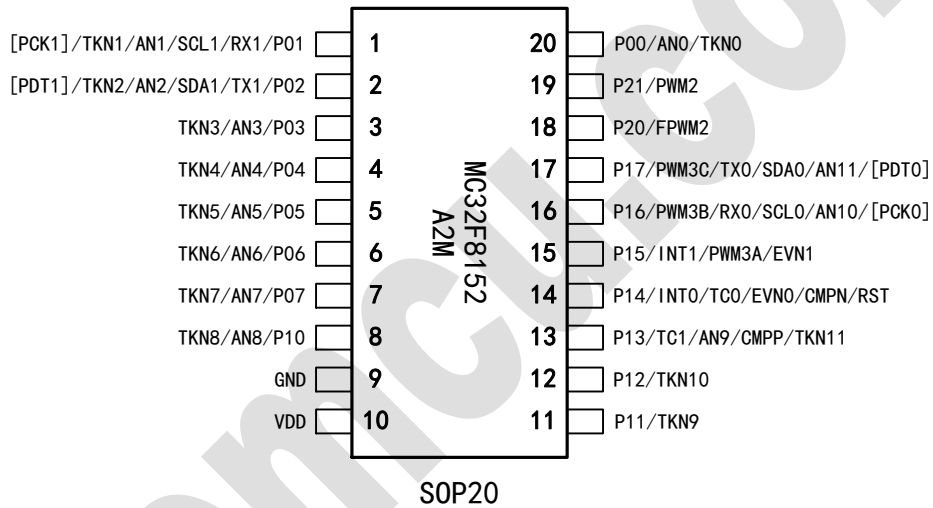 [PCK1]/TKN1/AN1/SCL1/RX1/P01 1 20 P00/AN0/TKN0
[PDT1]/TKN2/AN2/SDA1/TX1/P02 2 19 P21/PWM2
TKN3/AN3/P03 3 18 P20/FPWM2
TKN4/AN4/P04 4 17 P17/PWM3C/TX0/SDA0/AN11/[PDT0]
TKN5/AN5/P05 5 16 P16/PWM3B/RX0/SCL0/AN10/[PCK0]
TKN6/AN6/P06 6 15 P15/INT1/PWM3A/EVN1
TKN7/AN7/P07 7 14 P14/INT0/TC0/EVN0/CMPN/RST
TKN8/AN8/P10 8 13 P13/TC1/AN9/CMPP/TKN11
GND 9 12 P12/TKN10
VDD 10 11 P11/TKN9
MC32F8152
A2M
SOP20